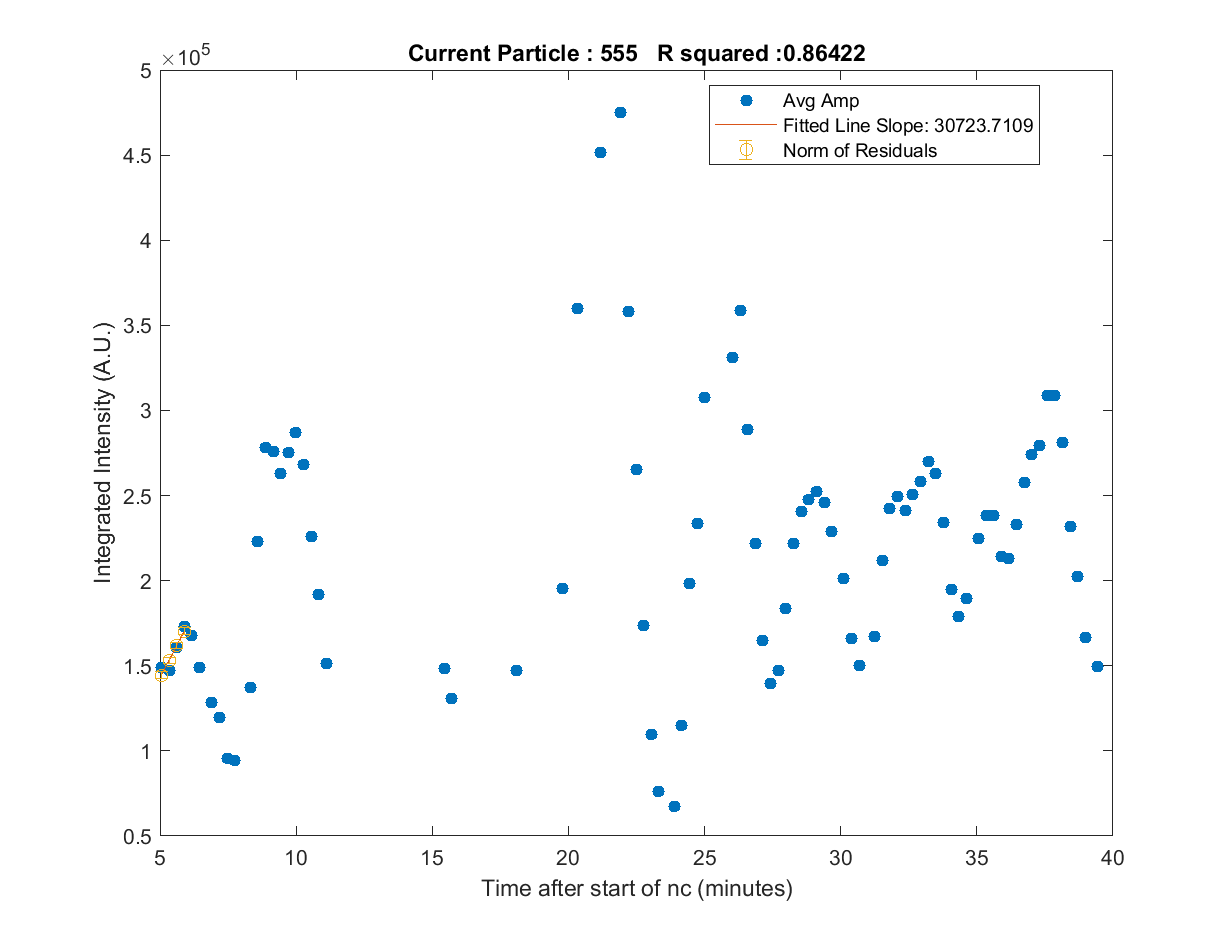 Current Particle : 555 R squared :0.86422
×10^5
5
4.5
4
3.5
3
2.5
2
1.5
1
0.5
Integrated Intensity (A.U.)
Avg Amp
Fitted Line Slope: 30723.7109
Norm of Residuals
5 10 15 20 25 30 35 40
Time after start of nc (minutes)